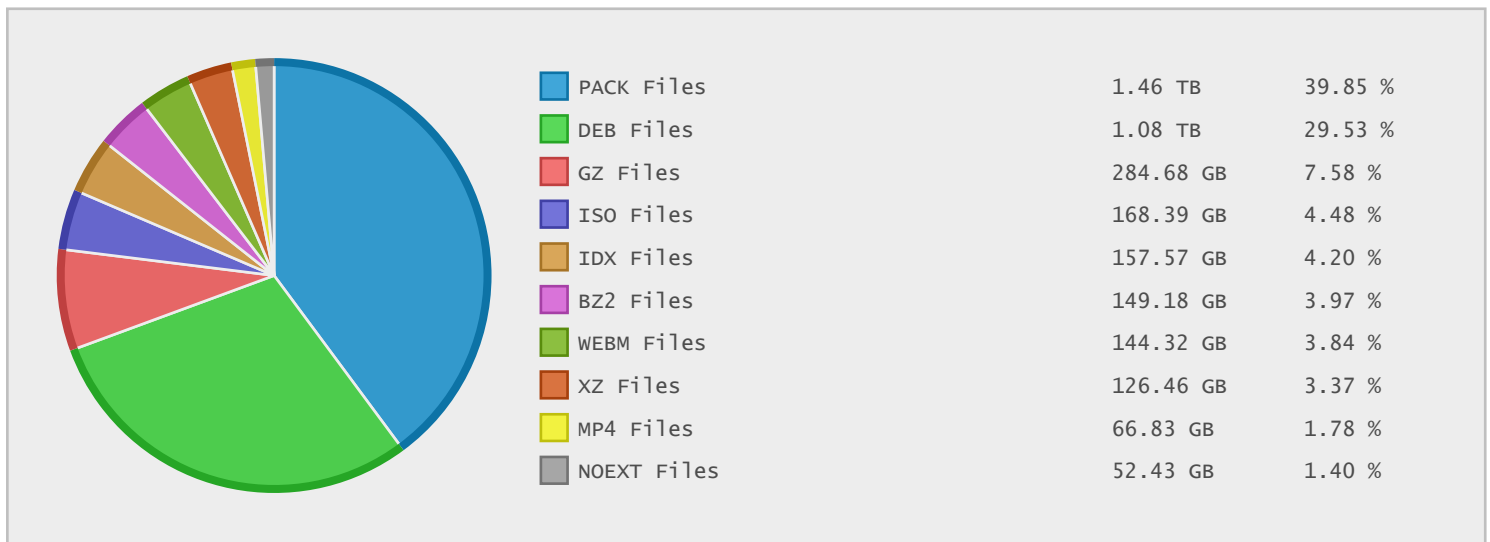 PACK Files 1.46 TB 39.85 %
DEB Files 1.08 TB 29.53 %
GZ Files 284.68 GB 7.58 %
ISO Files 168.39 GB 4.48 %
IDX Files 157.57 GB 4.20 %
BZ2 Files 149.18 GB 3.97 %
WEBM Files 144.32 GB 3.84 %
XZ Files 126.46 GB 3.37 %
MP4 Files 66.83 GB 1.78 %
NOEXT Files 52.43 GB 1.40 %